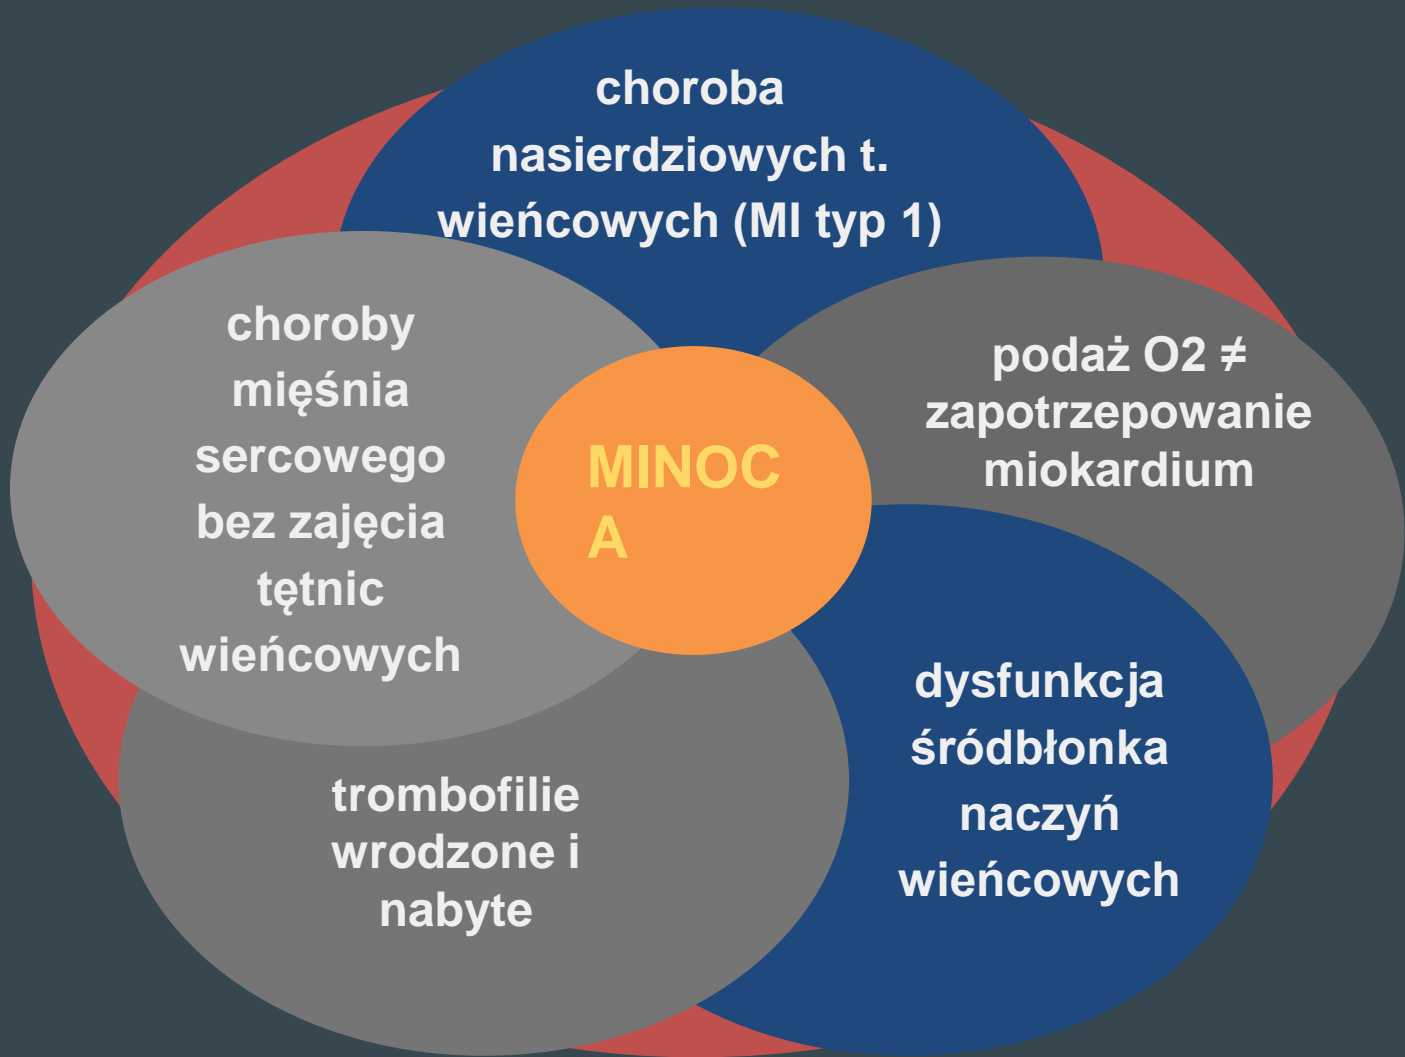 choroba
nasierdziowych t.
wieńcowych (MI typ 1)
choroby
mięśnia
sercowego
bez zajęcia
tętnic
wieńcowych
MINOC
A
podaż O2 ≠
zapotrzepowanie
miokardium
dysfunkcja
śródbłonka
naczyń
wieńcowych
trombofilie
wrodzone i
nabyte